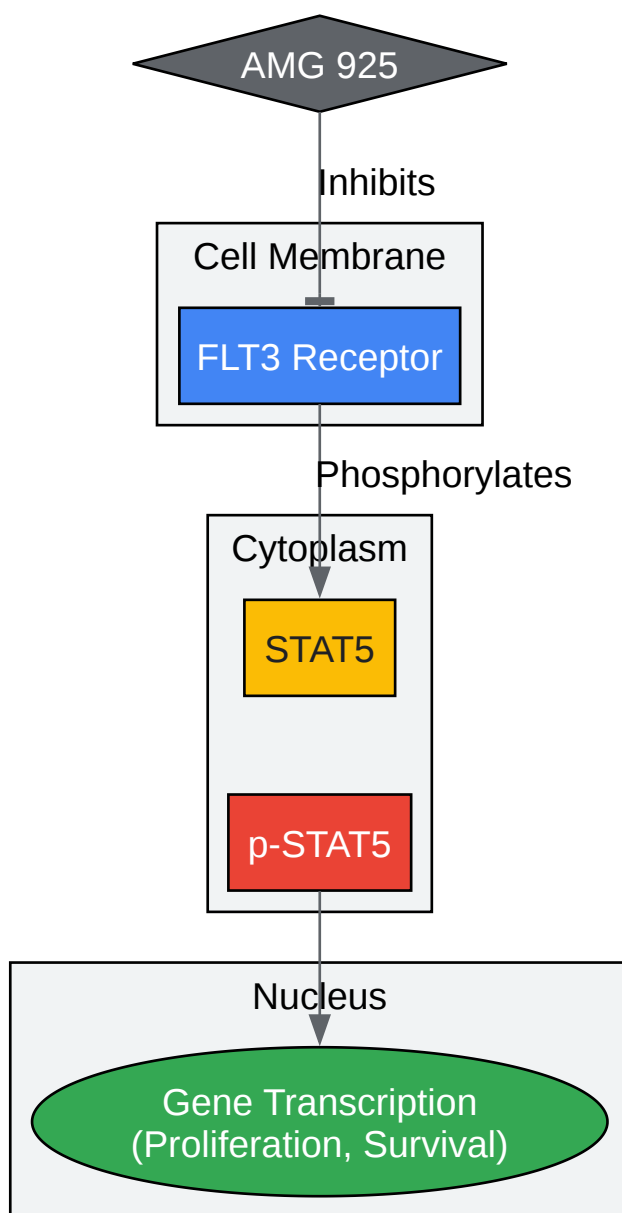 AMG 925
Inhibits
Cell Membrane
FLT3 Receptor
Phosphorylates
Cytoplasm
STAT5
p-STAT5
Nucleus
Gene Transcription
(Proliferation, Survival)